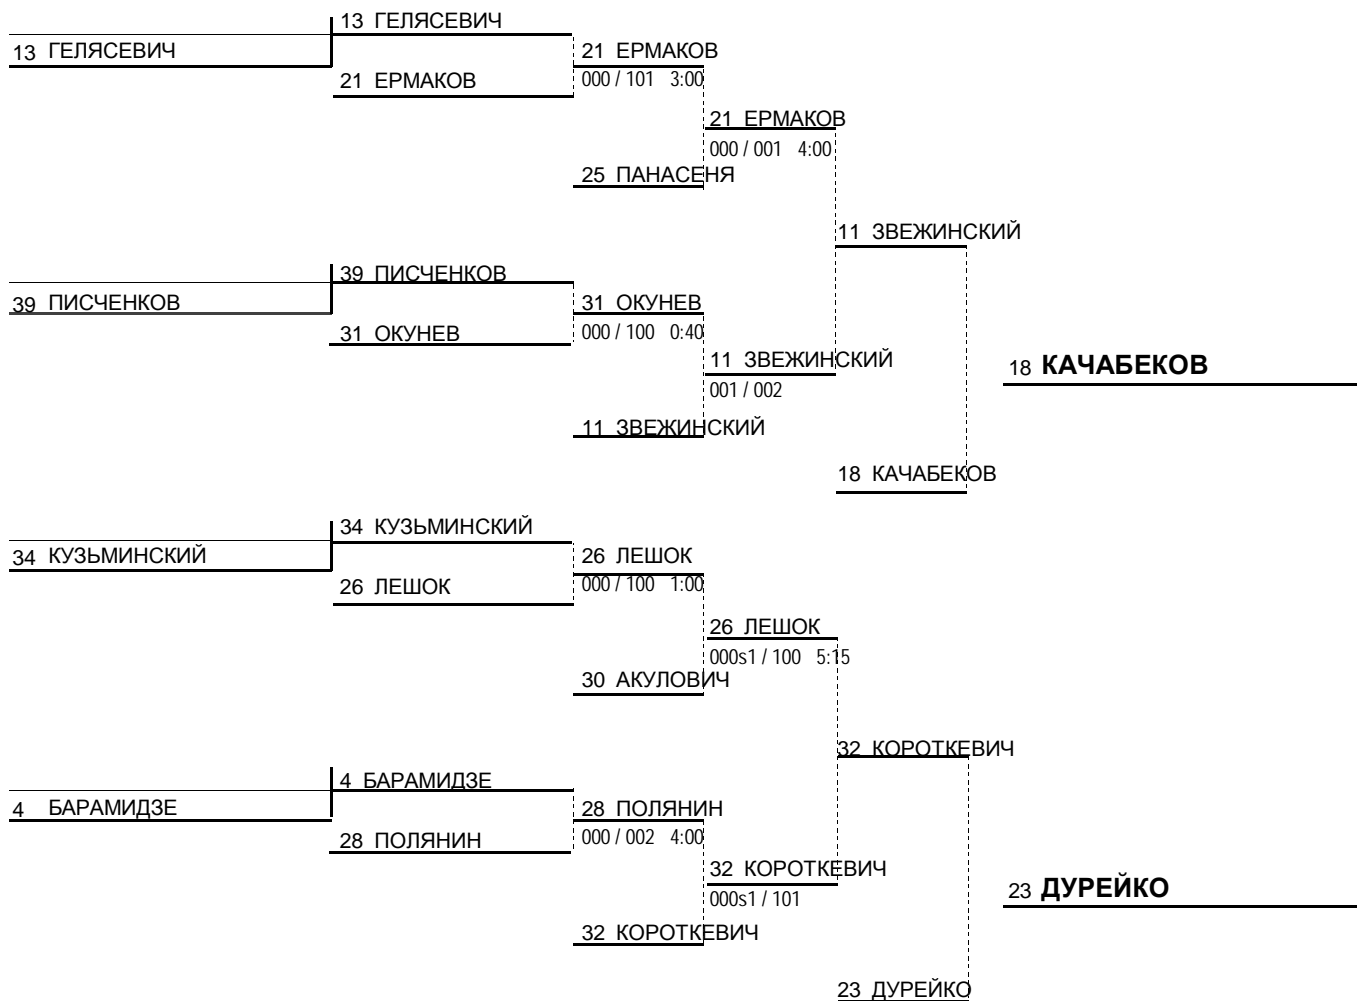 13 ГЕЛЯСЕВИЧ
13 ГЕЛЯСЕВИЧ
21 ЕРМАКОВ
21 ЕРМАКОВ
000 / 101 3:00
21 ЕРМАКОВ
000 / 001 4:00
25 ПАНАСЕНЯ
11 ЗВЕЖИНСКИЙ
39 ПИСЧЕНКОВ
39 ПИСЧЕНКОВ
31 ОКУНЕВ
31 ОКУНЕВ
000 / 100 0:40
11 ЗВЕЖИНСКИЙ
001 / 002
18 КАЧАБЕКОВ
11 ЗВЕЖИНСКИЙ
18 КАЧАБЕКОВ
34 КУЗЬМИНСКИЙ
34 КУЗЬМИНСКИЙ
26 ЛЕШОК
26 ЛЕШОК
000 / 100 1:00
26 ЛЕШОК
000s1 / 100 5:15
30 АКУЛОВИЧ
32 КОРОТКЕВИЧ
4 БАРАМИДЗЕ
4 БАРАМИДЗЕ
28 ПОЛЯНИН
28 ПОЛЯНИН
000 / 002 4:00
32 КОРОТКЕВИЧ
000s1 / 101
23 ДУРЕЙКО
32 КОРОТКЕВИЧ
23 ДУРЕЙКО